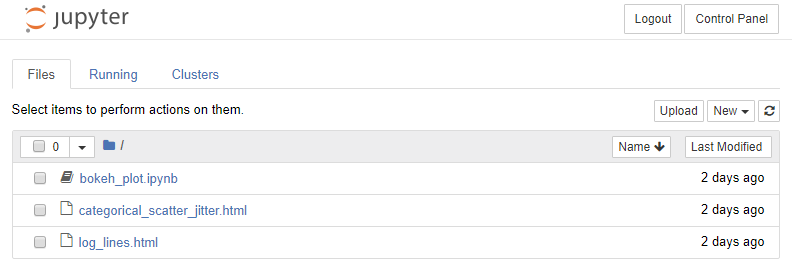 jupyter
Logout
Control Panel
Files
Running
Clusters
Select items to perform actions on them.
Upload
New
0
/
Name
Last Modified
bokeh_plot.ipynb
2 days ago
categorical_scatter_jitter.html
2 days ago
log_lines.html
2 days ago